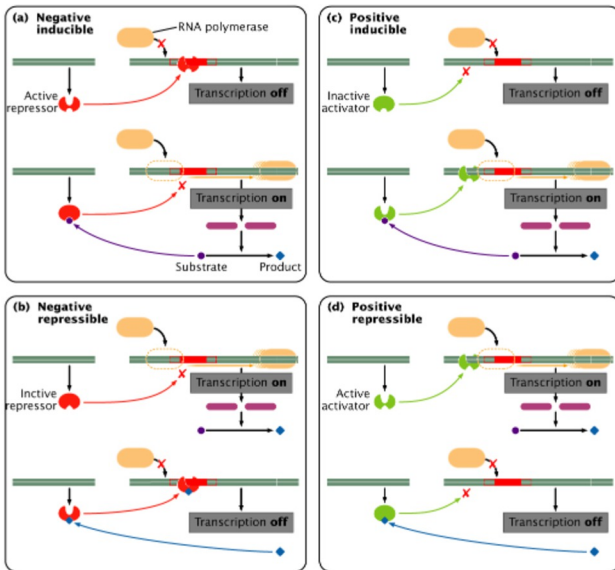 (a) Negative
inducible
RNA polymerase
Active
repressor
Transcription off
Transcription on
Substrate
Product
(c) Positive
inducible
Inactive
activator
Transcription off
Transcription on
(b) Negative
repressible
Transcription on
Inctive
repressor
Transcription off
(d) Positive
repressible
Transcription on
Active
activator
Transcription off